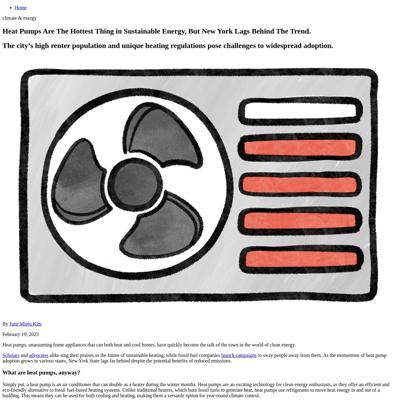 Home
climate & energy
Heat Pumps Are The Hottest Thing in Sustainable Energy, But New York Lags Behind The Trend.
The city’s high renter population and unique heating regulations pose challenges to widespread adoption.
By June Minju Kim
February 19, 2023
Heat pumps, unassuming home appliances that can both heat and cool homes, have quickly become the talk of the town in the world of clean energy.
Scholars and advocates alike sing their praises as the future of sustainable heating, while fossil fuel companies launch campaigns to sway people away from them. As the momentum of heat pump
adoption grows in various states, New York State lags far behind despite the potential benefits of reduced emissions.
What are heat pumps, anyway?
Simply put, a heat pump is an air conditioner that can double as a heater during the winter months. Heat pumps are an exciting technology for clean energy enthusiasts, as they offer an efficient and
eco-friendly alternative to fossil fuel-based heating systems. Unlike traditional heaters, which burn fossil fuels to generate heat, heat pumps use refrigerants to move heat energy in and out of a
building. This means they can be used for both cooling and heating, making them a versatile option for year-round climate control.